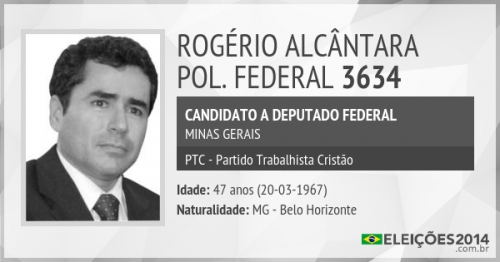 ROGÉRIO ALCÂNTARA
POL. FEDERAL 3634
CANDIDATO A DEPUTADO FEDERAL
MINAS GERAIS
PTC - Partido Trabalhista Cristão
Idade: 47 anos (20-03-1967)
Naturalidade: MG - Belo Horizonte
ELEIÇÕES2014
.com.br